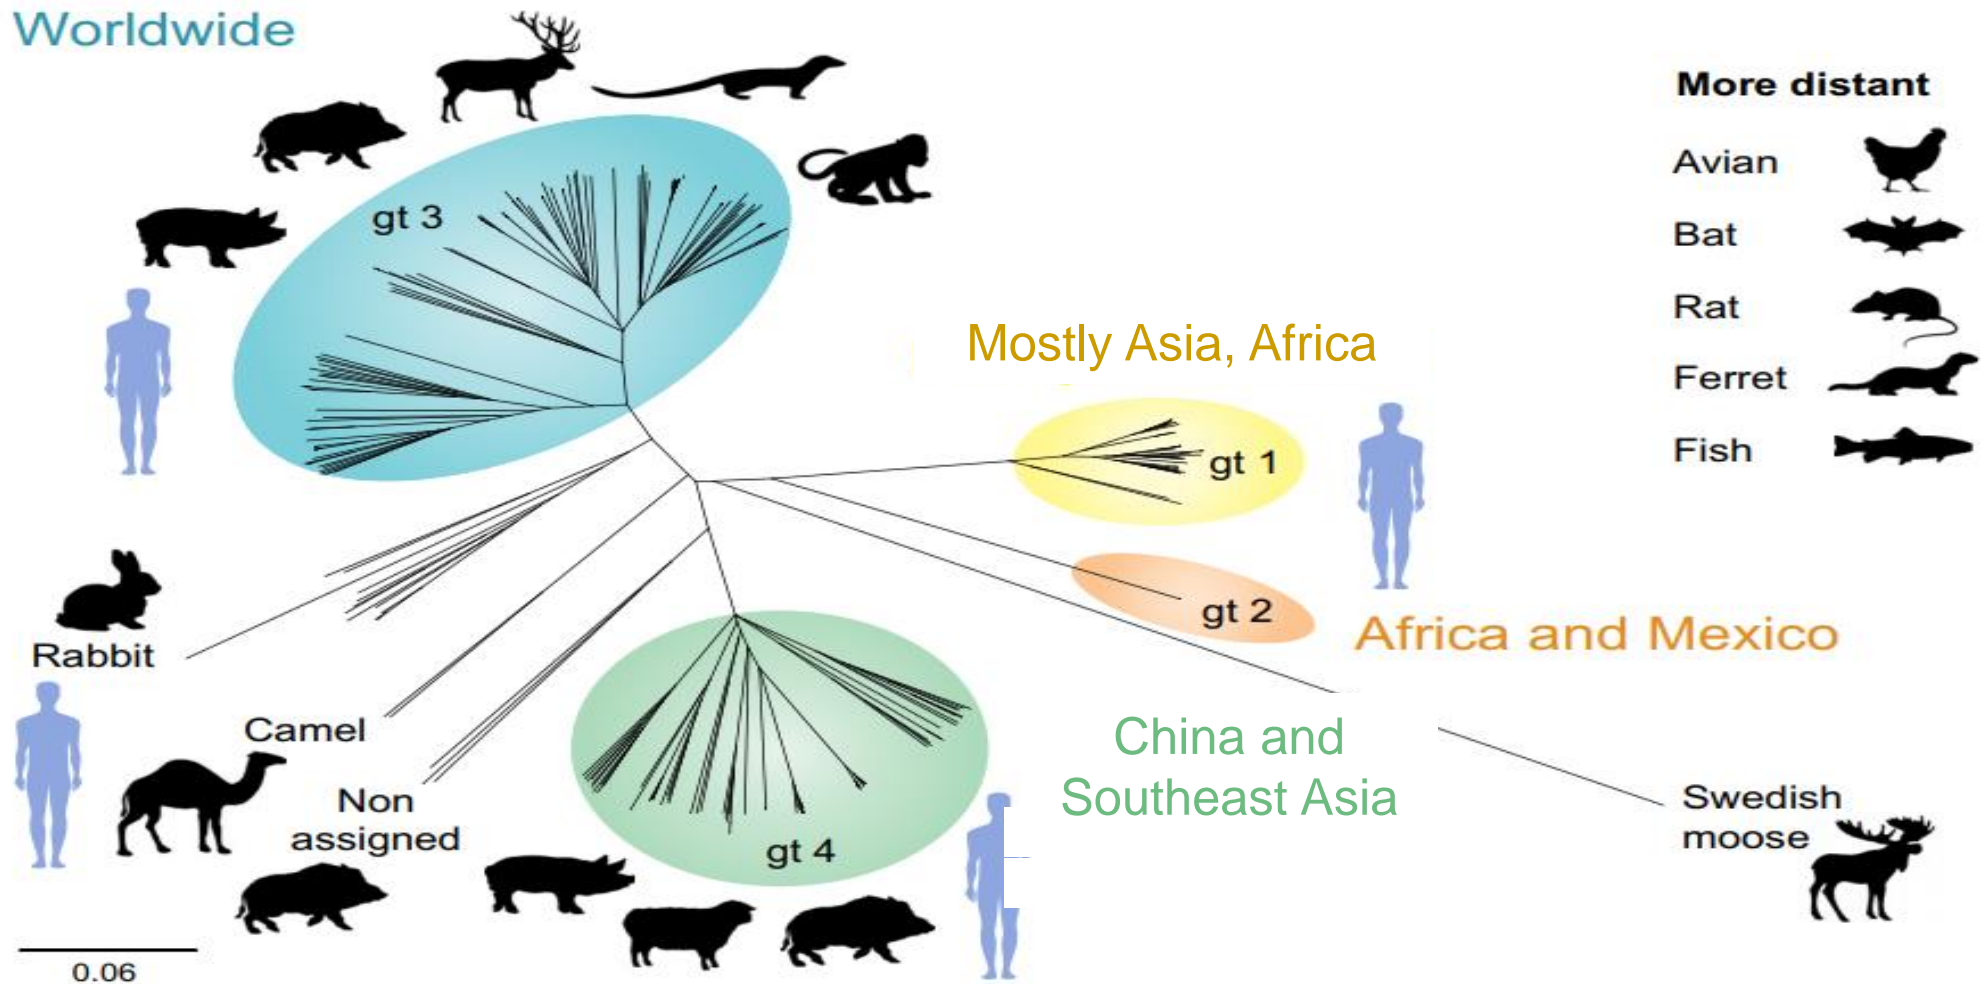 Worldwide
gt 3
Mostly Asia, Africa
gt 1
gt 2
Africa and Mexico
Rabbit
Camel
Non
assigned
gt 4
China and
Southeast Asia
Swedish
moose
0.06
More distant
Avian
Bat
Rat
Ferret
Fish